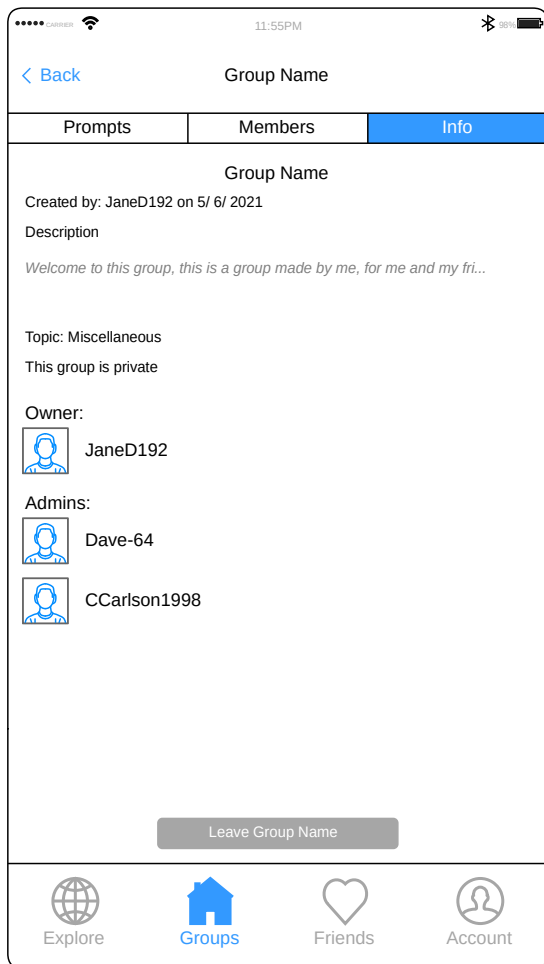 CARRIER
11:55PM
98%
Back
Group Name
Prompts
Members
Info
Group Name
Created by: JaneD192 on 5/ 6/ 2021
Description
Welcome to this group, this is a group made by me, for me and my fri...
Topic: Miscellaneous
This group is private
Owner:
JaneD192
Admins:
Dave-64
CCarlson1998
Leave Group Name
Explore
Groups
Friends
Account